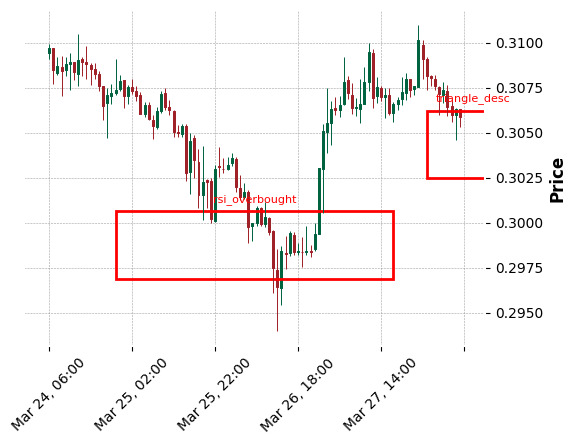 0.3100
0.3075
triangle_desc
0.3050
0.3025
rsi_overbought
0.3000
0.2975
0.2950
Price
Mar 24, 06:00
Mar 25, 02:00
Mar 25, 22:00
Mar 26, 18:00
Mar 27, 14:00